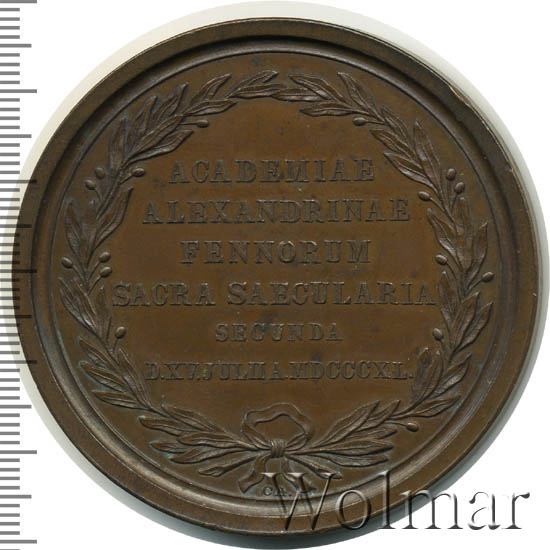 ACADEMIAE
ALEXANDRINAE
FENNORUM
SACRA SAECULARIA
SECUNDA
D.XV.JULII A.MDCCCXL.
Wolmar